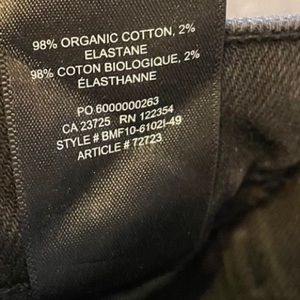 98% ORGANIC COTTON, 2%
ELASTANE
98% COTON BIOLOGIQUE, 2%
ÉLASTHANNE
PO 6000000263
CA 23725 RN 122354
STYLE # BMF10-6102I-49
ARTICLE # 72723